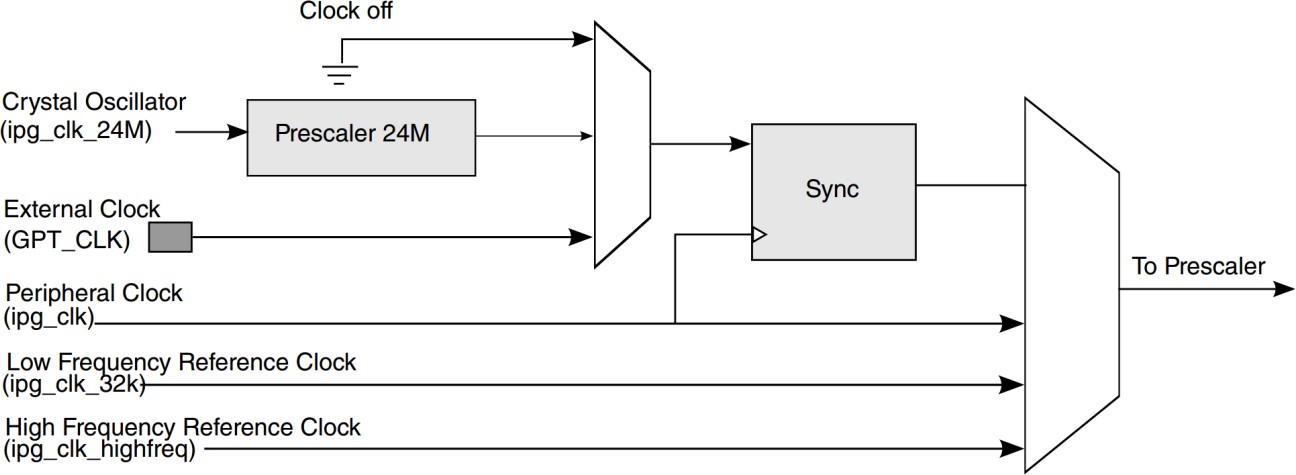 Clock off
Crystal Oscillator
(ipg_clk_24M)
Prescaler 24M
External Clock
(GPT_CLK)
Sync
To Prescaler
Peripheral Clock
(ipg_clk)
Low Frequency Reference Clock
(ipg_clk_32k)
High Frequency Reference Clock
(ipg_clk_highfreq)